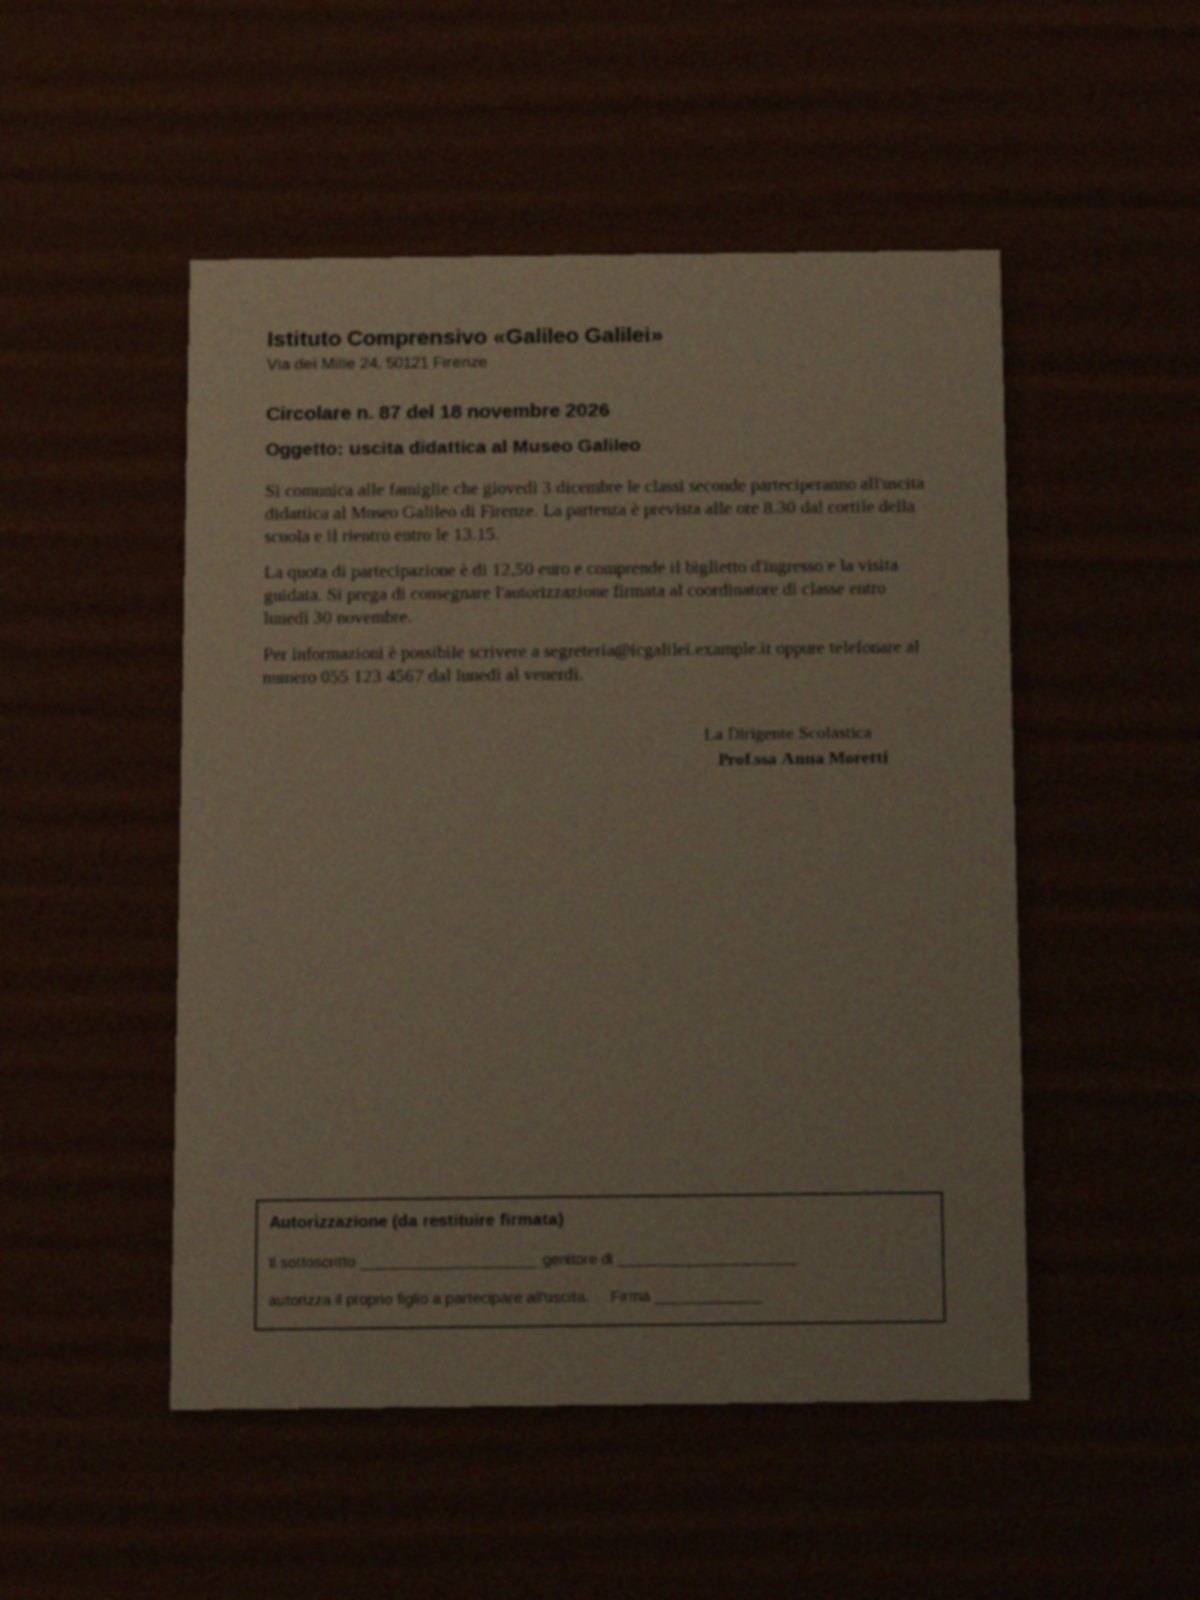 Istituto Comprensivo «Galileo Galilei»
Via dei Mille 24, 50121 Firenze
Circolare n. 87 del 18 novembre 2026
Oggetto: uscita didattica al Museo Galileo
Si comunica alle famiglie che giovedì 3 dicembre le classi seconde parteciperanno all'uscita
didattica al Museo Galileo di Firenze. La partenza è prevista alle ore 8.30 dal cortile della
scuola e il rientro entro le 13.15.
La quota di partecipazione è di 12,50 euro e comprende il biglietto d'ingresso e la visita
guidata. Si prega di consegnare l'autorizzazione firmata al coordinatore di classe entro
lunedì 30 novembre.
Per informazioni è possibile scrivere a segreteria@icgalilei.example.it oppure telefonare al
numero 055 123 4567 dal lunedì al venerdì.
La Dirigente Scolastica
Prof.ssa Anna Moretti
Autorizzazione (da restituire firmata)
Il sottoscritto ____________________ genitore di ____________________
autorizza il proprio figlio a partecipare all'uscita. Firma ____________